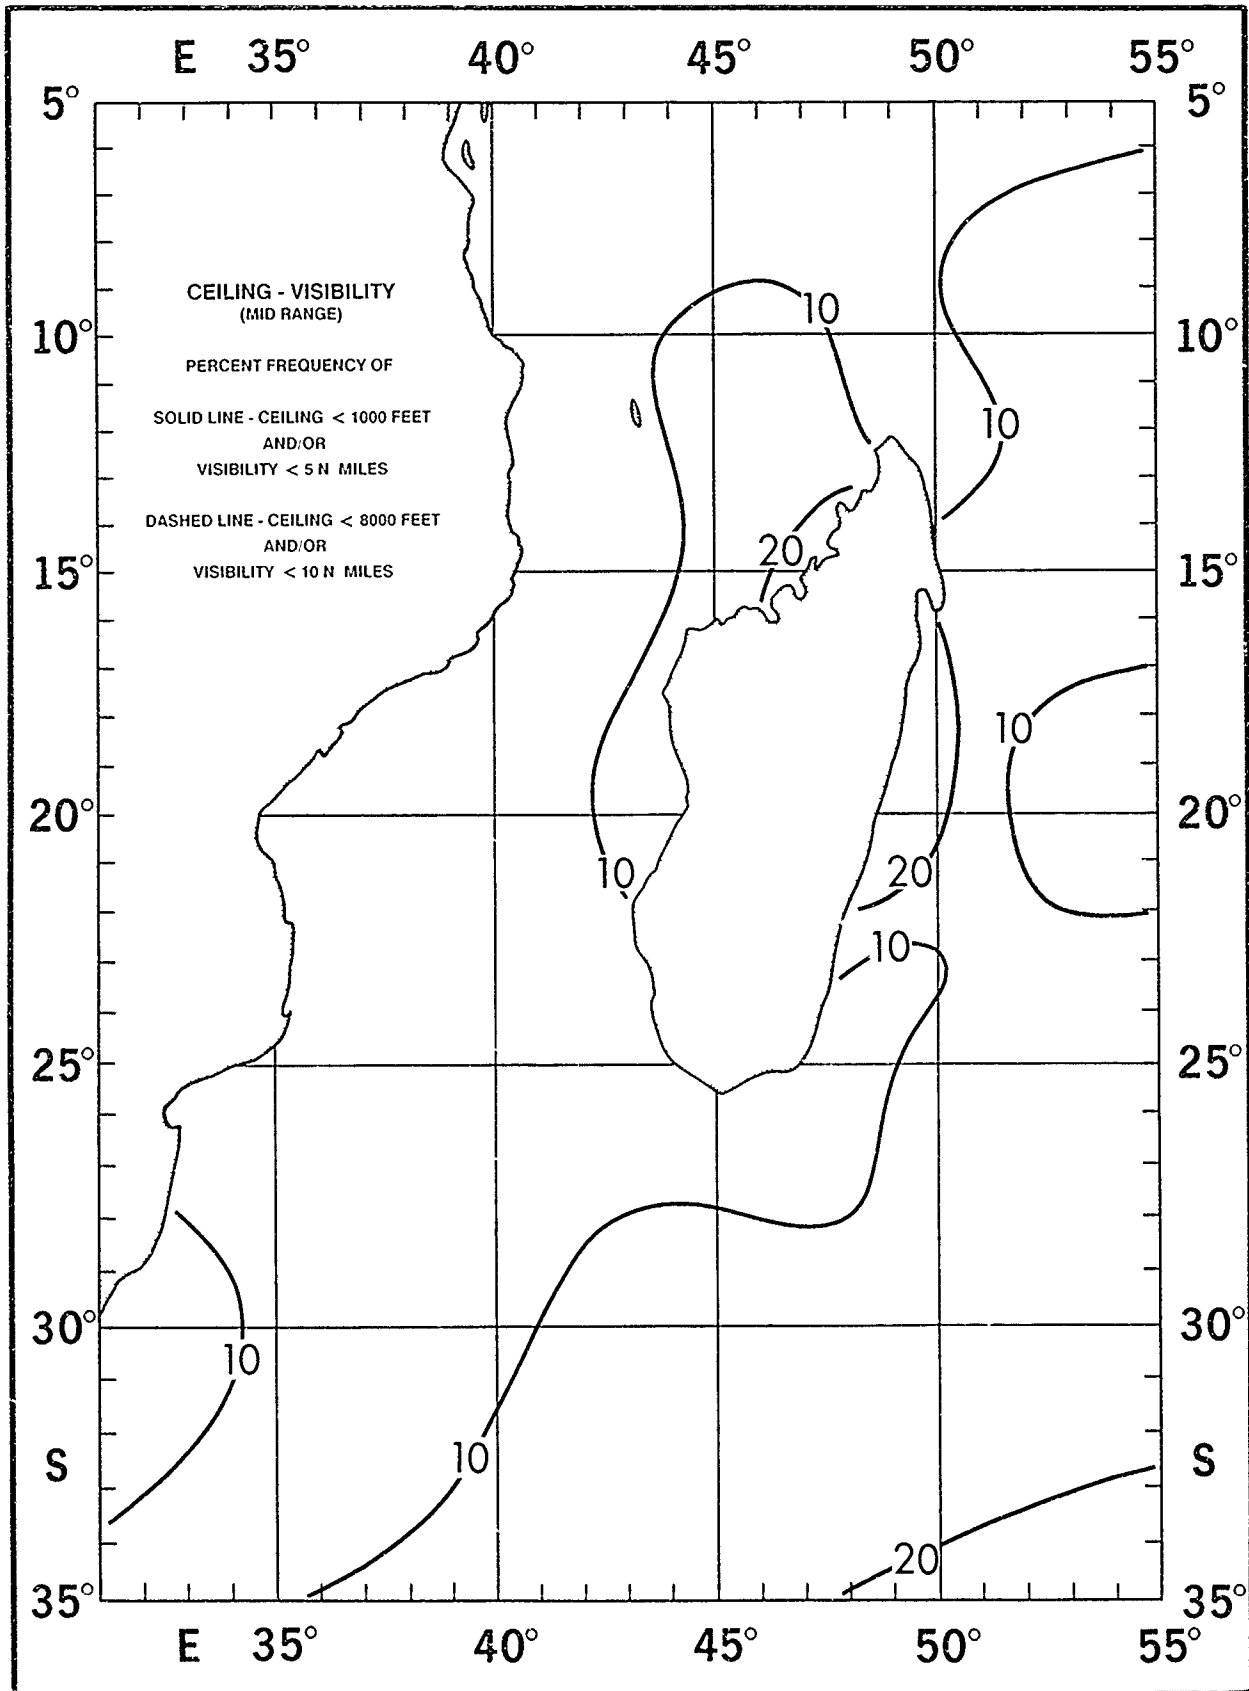 E 35° 40° 45° 50° 55°
5° 5°
CEILING - VISIBILITY
(MID RANGE)
10
10° 10°
PERCENT FREQUENCY OF
SOLID LINE - CEILING < 1000 FEET
10
AND/OR
VISIBILITY < 5 N MILES
DASHED LINE - CEILING < 8000 FEET
AND/OR
20
VISIBILITY < 10 N MILES
15° 15°
10
20° 20°
10 20
10
25° 25°
30° 30°
10
10
S S
20
35° 35°
E 35° 40° 45° 50° 55°